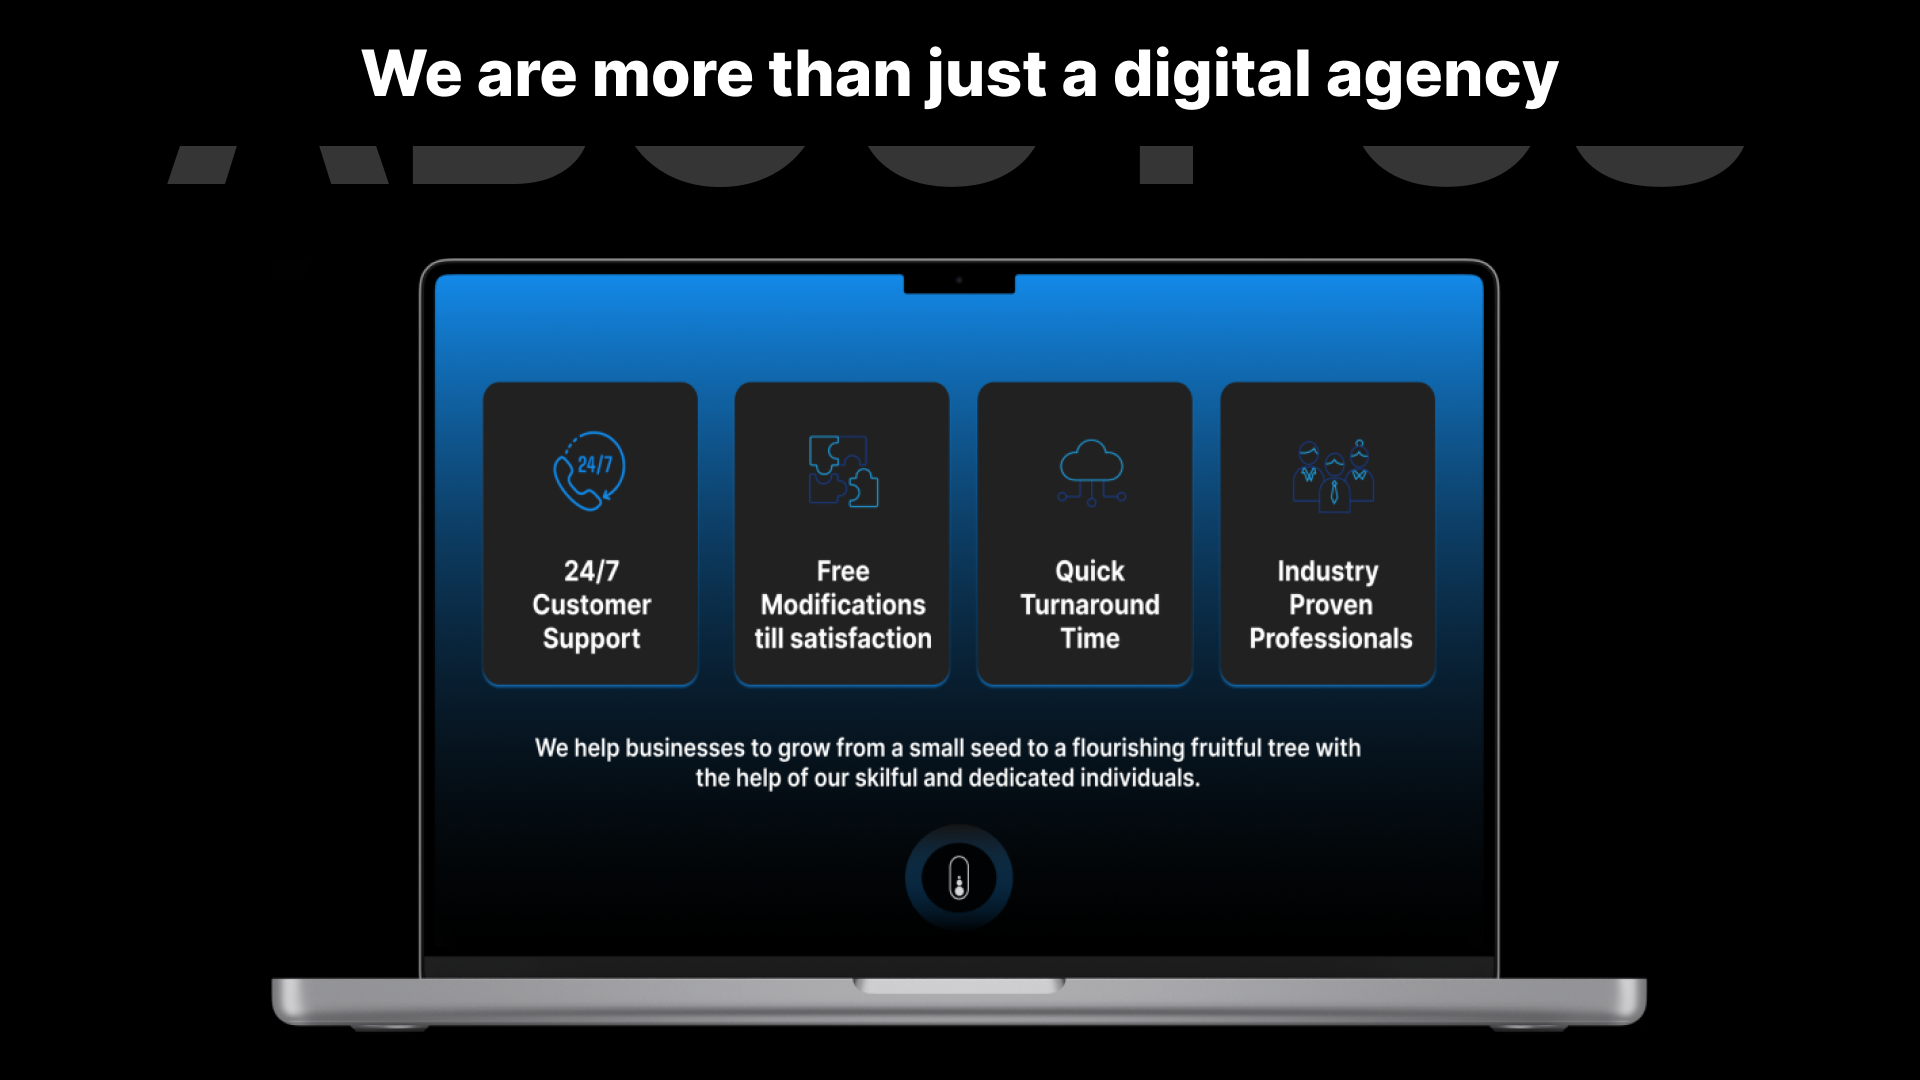 We are more than just a digital agency
ABOUT US
24/7
24/7
Customer
Support
Free
Modifications
till satisfaction
Quick
Turnaround
Time
Industry
Proven
Professionals
We help businesses to grow from a small seed to a flourishing fruitful tree with
the help of our skilful and dedicated individuals.